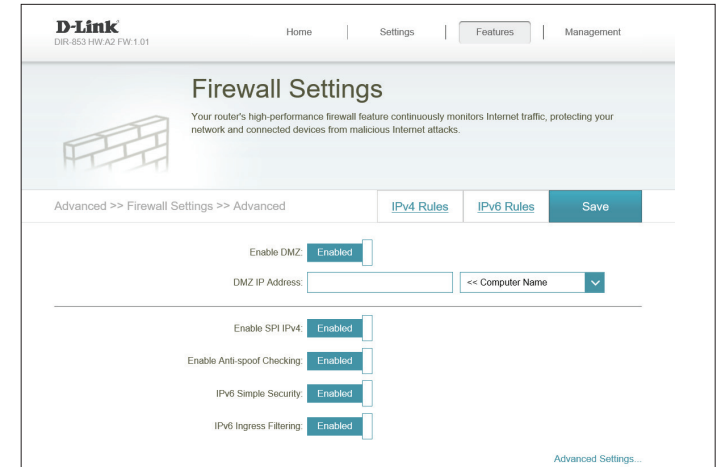 D-Link
DIR-853 HW:A2 FW:1.01
Home
Settings
Features
Management
Firewall Settings
Your router's high-performance firewall feature continuously monitors Internet traffic, protecting your
network and connected devices from malicious Internet attacks.
Advanced >> Firewall Settings >> Advanced
IPv4 Rules
IPv6 Rules
Save
Enable DMZ: Enabled
DMZ IP Address: << Computer Name
Enable SPI IPv4: Enabled
Enable Anti-spoof Checking: Enabled
IPv6 Simple Security: Enabled
IPv6 Ingress Filtering: Enabled
Advanced Settings...